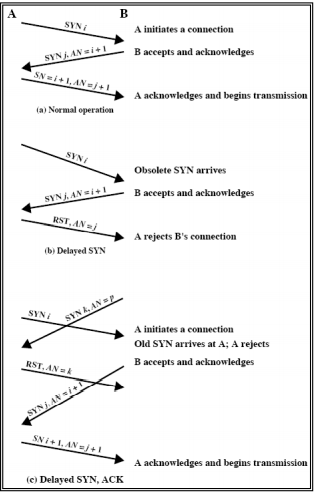 A B
SYN i
A initiates a connection
SYN j, AN = i + 1
B accepts and acknowledges
SN = i + 1, AN = j + 1
A acknowledges and begins transmission
(a) Normal operation
SYN i
Obsolete SYN arrives
SYN j, AN = i + 1
B accepts and acknowledges
RST, AN = j
A rejects B's connection
(b) Delayed SYN
SYN k, AN = p
SYN i
A initiates a connection
Old SYN arrives at A; A rejects
RST, AN = k
B accepts and acknowledges
SYN j, AN = i + 1
SN i + 1, AN = j + 1
A acknowledges and begins transmission
(c) Delayed SYN, ACK